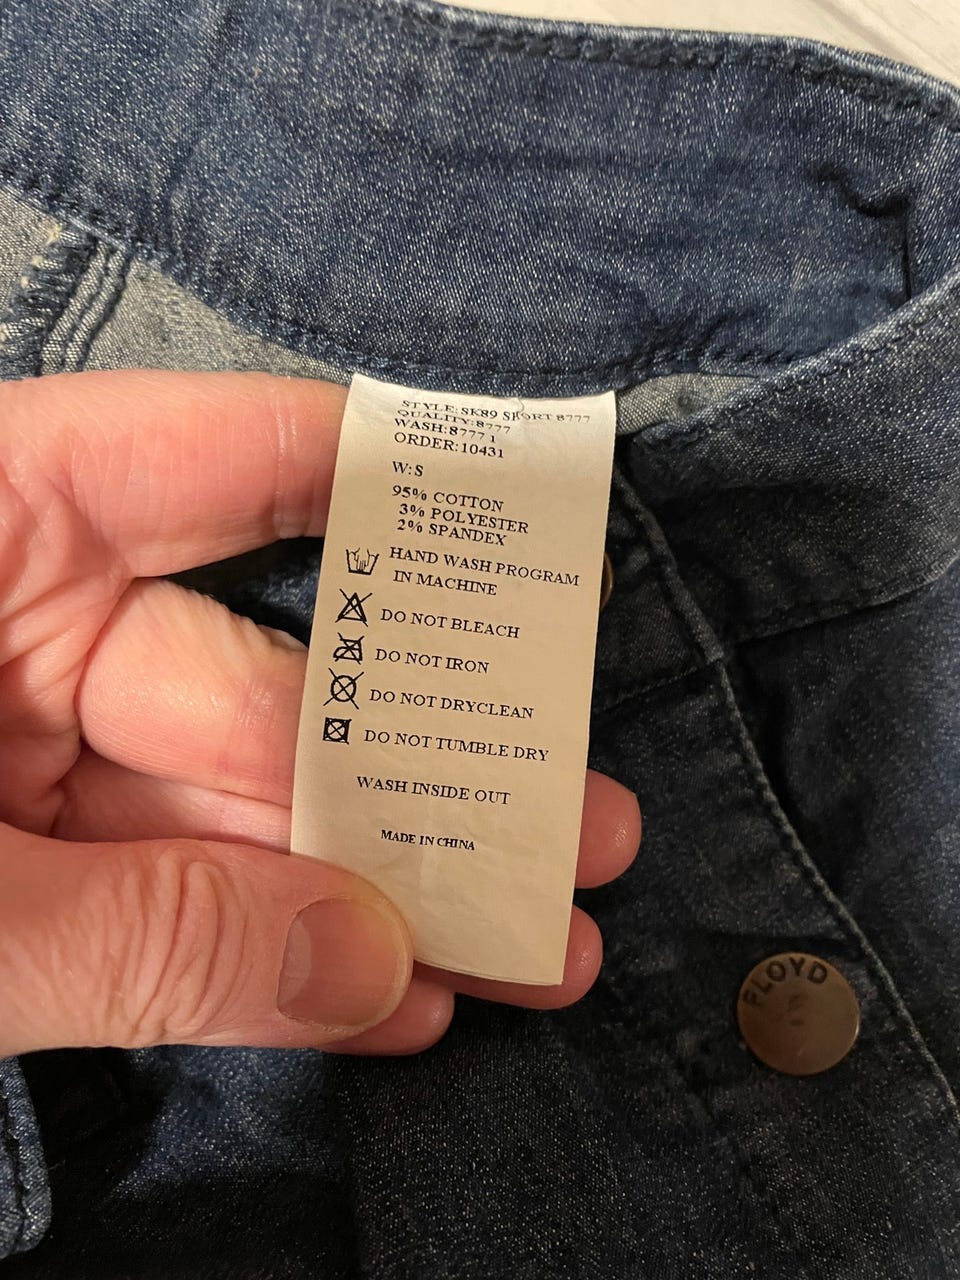 STYLE: SK89 SHORT 8777
QUALITY: 8777
WASH: 8777 1
ORDER: 10431
W: S
95% COTTON
3% POLYESTER
2% SPANDEX
HAND WASH PROGRAM
IN MACHINE
DO NOT BLEACH
DO NOT IRON
DO NOT DRYCLEAN
DO NOT TUMBLE DRY
WASH INSIDE OUT
MADE IN CHINA
FLOYD